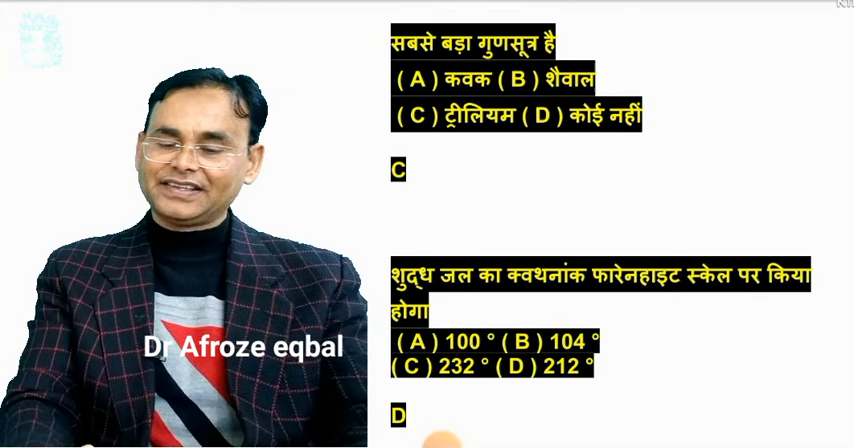 सबसे बड़ा गुणसूत्र है
( A ) कवक ( B ) शैवाल
( C ) ट्रीलियम ( D ) कोई नहीं
C
शुद्ध जल का क्वथनांक फारेनहाइट स्केल पर किया
होगा
( A ) 100 ° ( B ) 104 °
( C ) 232 ° ( D ) 212 °
D
Dr Afroze eqbal